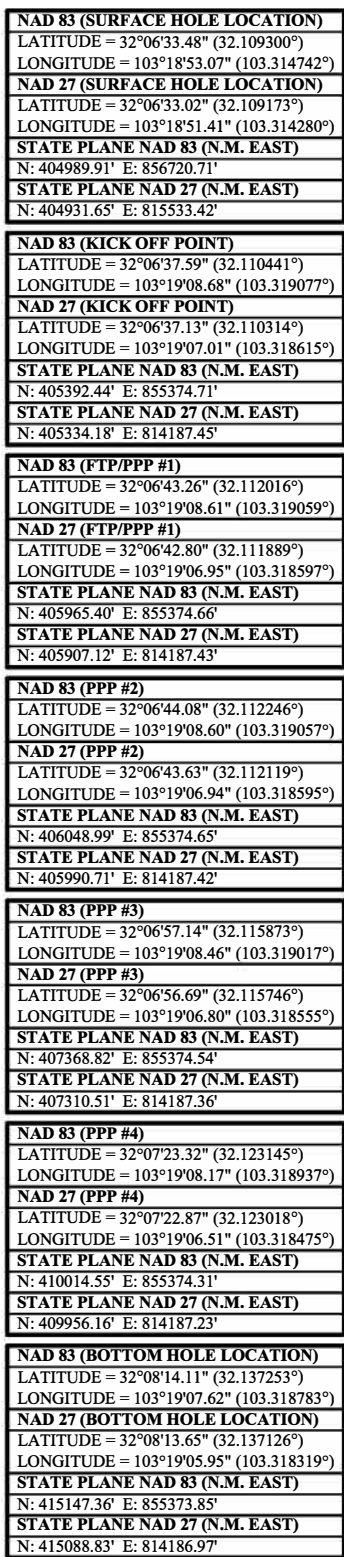 NAD 83 (SURFACE HOLE LOCATION)
LATITUDE = 32°06'33.48" (32.109300°)
LONGITUDE = 103°18'53.07" (103.314742°)
NAD 27 (SURFACE HOLE LOCATION)
LATITUDE = 32°06'33.02" (32.109173°)
LONGITUDE = 103°18'51.41" (103.314280°)
STATE PLANE NAD 83 (N.M. EAST)
N: 404989.91' E: 856720.71'
STATE PLANE NAD 27 (N.M. EAST)
N: 404931.65' E: 815533.42'
NAD 83 (KICK OFF POINT)
LATITUDE = 32°06'37.59" (32.110441°)
LONGITUDE = 103°19'08.68" (103.319077°)
NAD 27 (KICK OFF POINT)
LATITUDE = 32°06'37.13" (32.110314°)
LONGITUDE = 103°19'07.01" (103.318615°)
STATE PLANE NAD 83 (N.M. EAST)
N: 405392.44' E: 855374.71'
STATE PLANE NAD 27 (N.M. EAST)
N: 405334.18' E: 814187.45'
NAD 83 (FTP/PPP #1)
LATITUDE = 32°06'43.26" (32.112016°)
LONGITUDE = 103°19'08.61" (103.319059°)
NAD 27 (FTP/PPP #1)
LATITUDE = 32°06'42.80" (32.111889°)
LONGITUDE = 103°19'06.95" (103.318597°)
STATE PLANE NAD 83 (N.M. EAST)
N: 405965.40' E: 855374.66'
STATE PLANE NAD 27 (N.M. EAST)
N: 405907.12' E: 814187.43'
NAD 83 (PPP #2)
LATITUDE = 32°06'44.08" (32.112246°)
LONGITUDE = 103°19'08.60" (103.319057°)
NAD 27 (PPP #2)
LATITUDE = 32°06'43.63" (32.112119°)
LONGITUDE = 103°19'06.94" (103.318595°)
STATE PLANE NAD 83 (N.M. EAST)
N: 406048.99' E: 855374.65'
STATE PLANE NAD 27 (N.M. EAST)
N: 405990.71' E: 814187.42'
NAD 83 (PPP #3)
LATITUDE = 32°06'57.14" (32.115873°)
LONGITUDE = 103°19'08.46" (103.319017°)
NAD 27 (PPP #3)
LATITUDE = 32°06'56.69" (32.115746°)
LONGITUDE = 103°19'06.80" (103.318555°)
STATE PLANE NAD 83 (N.M. EAST)
N: 407368.82' E: 855374.54'
STATE PLANE NAD 27 (N.M. EAST)
N: 407310.51' E: 814187.36'
NAD 83 (PPP #4)
LATITUDE = 32°07'23.32" (32.123145°)
LONGITUDE = 103°19'08.17" (103.318937°)
NAD 27 (PPP #4)
LATITUDE = 32°07'22.87" (32.123018°)
LONGITUDE = 103°19'06.51" (103.318475°)
STATE PLANE NAD 83 (N.M. EAST)
N: 410014.55' E: 855374.31'
STATE PLANE NAD 27 (N.M. EAST)
N: 409956.16' E: 814187.23'
NAD 83 (BOTTOM HOLE LOCATION)
LATITUDE = 32°08'14.11" (32.137253°)
LONGITUDE = 103°19'07.62" (103.318783°)
NAD 27 (BOTTOM HOLE LOCATION)
LATITUDE = 32°08'13.65" (32.137126°)
LONGITUDE = 103°19'05.95" (103.318319°)
STATE PLANE NAD 83 (N.M. EAST)
N: 415147.36' E: 855373.85'
STATE PLANE NAD 27 (N.M. EAST)
N: 415088.83' E: 814186.97'